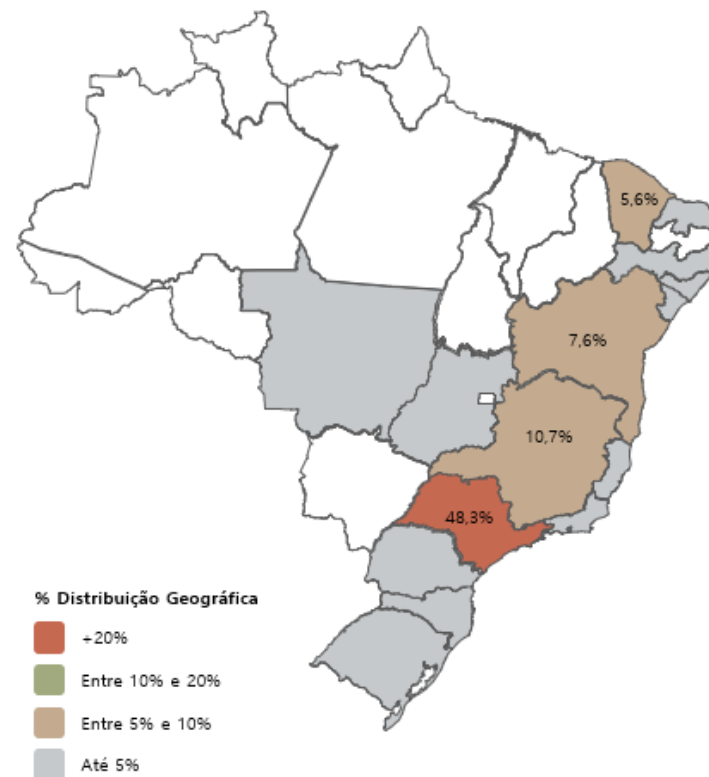 5,6%
7,6%
10,7%
48,3%
% Distribuição Geográfica
+20%
Entre 10% e 20%
Entre 5% e 10%
Até 5%